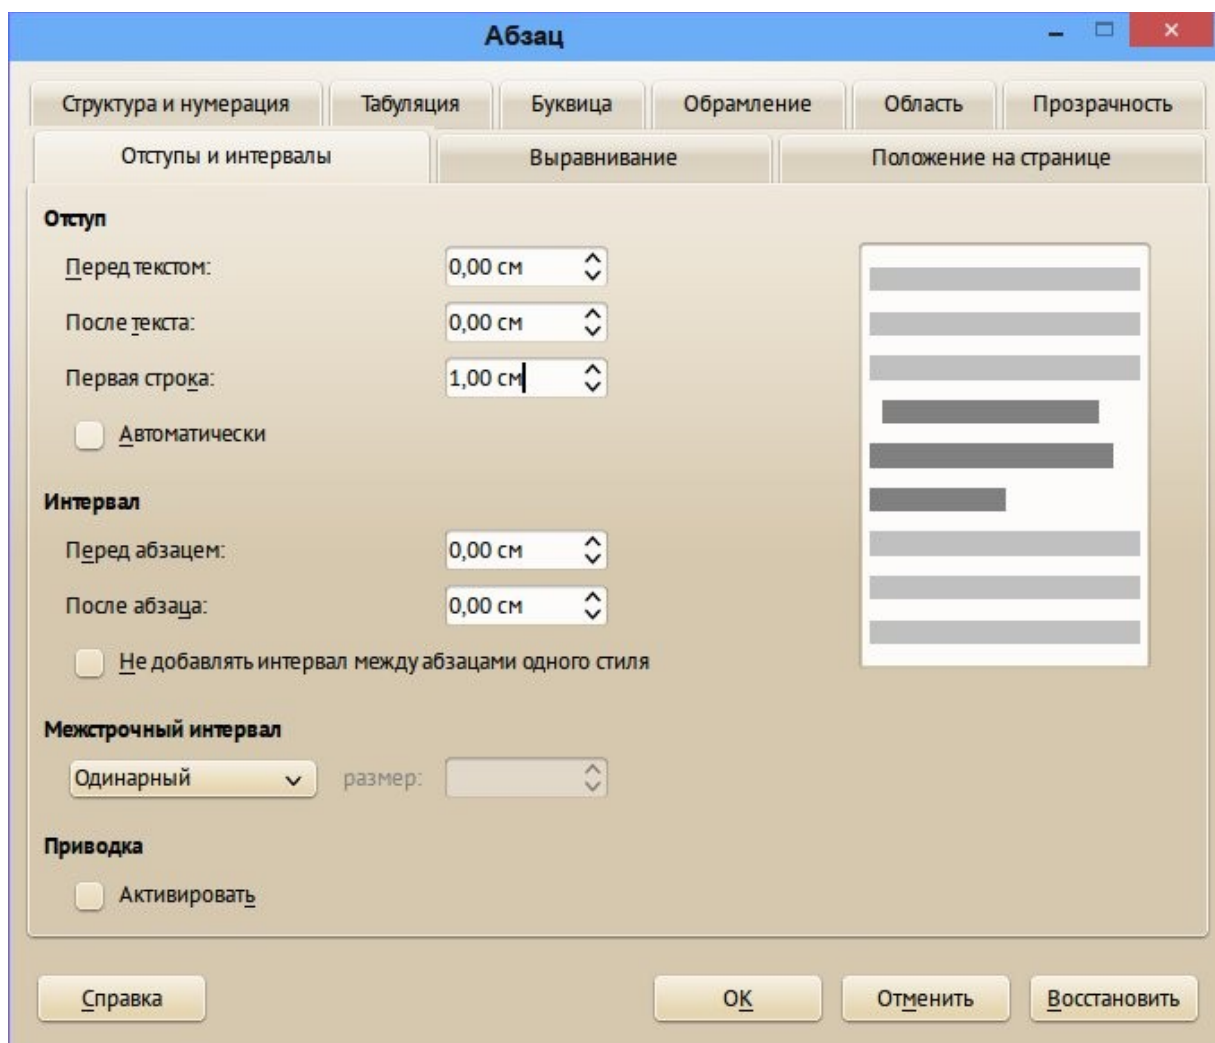 Абзац
Структура и нумерация Табуляция Буквица Обрамление Область Прозрачность
Отступы и интервалы Выравнивание Положение на странице
Отступ
Перед текстом: 0,00 см
После текста: 0,00 см
Первая строка: 1,00 см
Автоматически
Интервал
Перед абзацем: 0,00 см
После абзаца: 0,00 см
Не добавлять интервал между абзацами одного стиля
Межстрочный интервал
Одинарный размер:
Приводка
Активировать
Справка ОК Отменить Восстановить